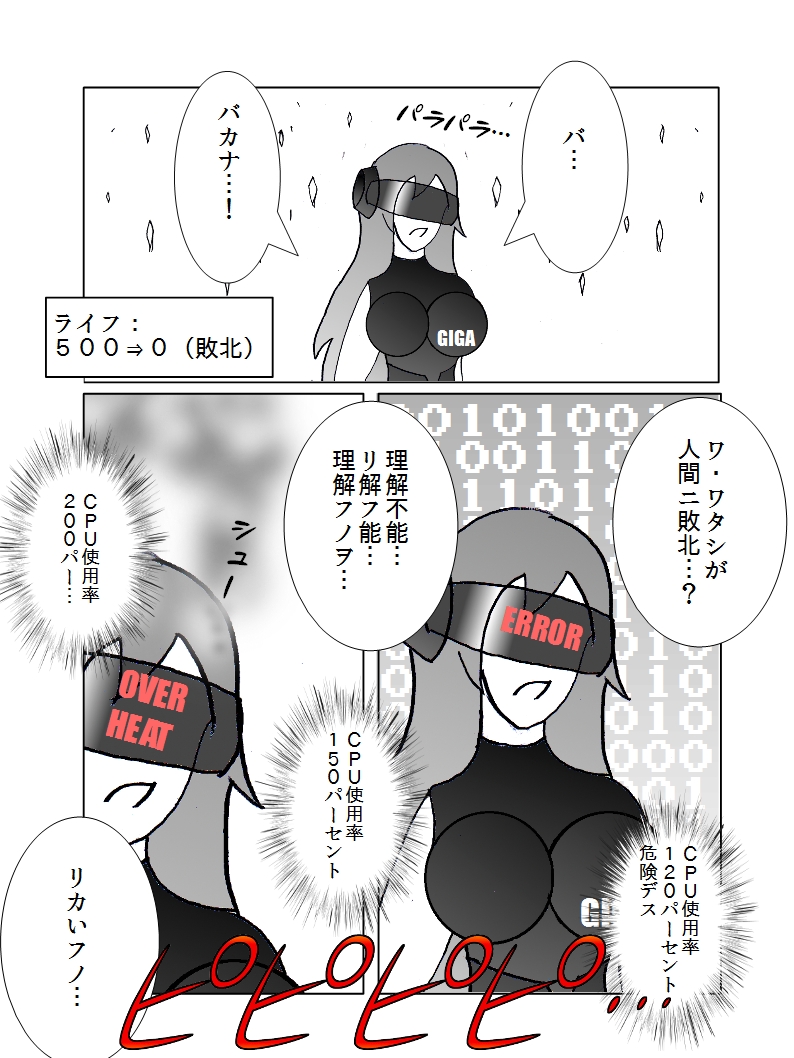 バ…
パラパラ…
バカナ…！
GIGA
ライフ：
５００⇒０（敗北）
ワ・ワタシが
人間ニ敗北…？
ERROR
理解不能…
リ解フ能…
理解フノヲ…
ＣＰＵ使用率
１２０パーセント
危険デス
ＣＰＵ使用率
１５０パーセント
シュー
ＣＰＵ使用率
２００パー…
OVER
HEAT
リカいフノ…
ピピピピ…